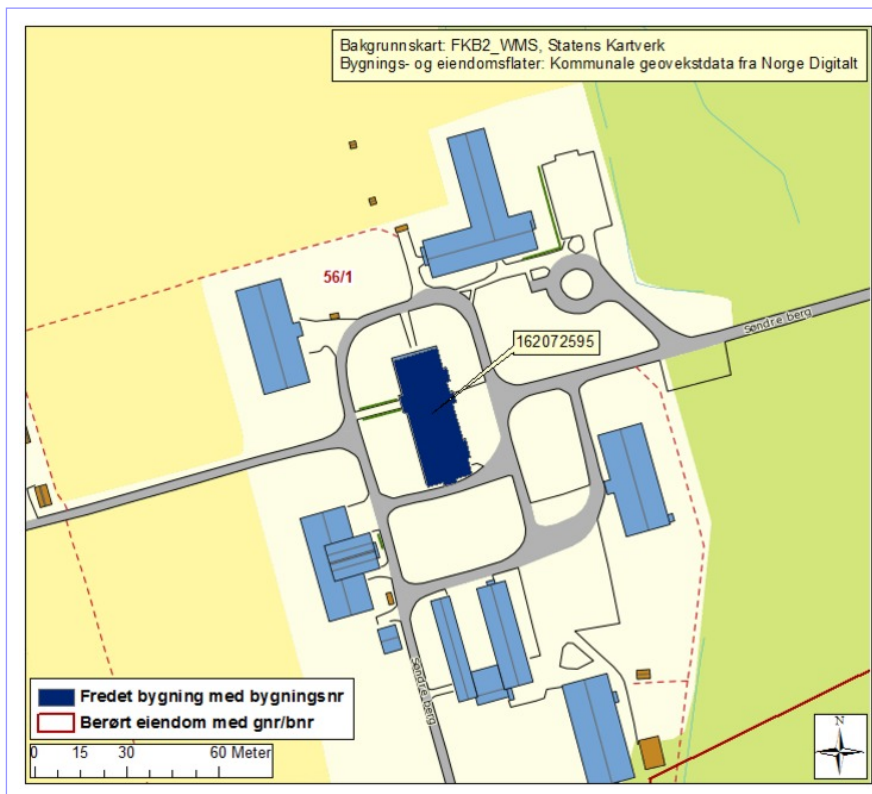 Bakgrunnskart: FKB2_WMS, Statens Kartverk
Bygnings- og eiendomsflater: Kommunale geovekstdata fra Norge Digitalt
56/1
162072595
Søndre berg
Søndre berg
Fredet bygning med bygningsnr
Berørt eiendom med gnr/bnr
0 15 30 60 Meter
N